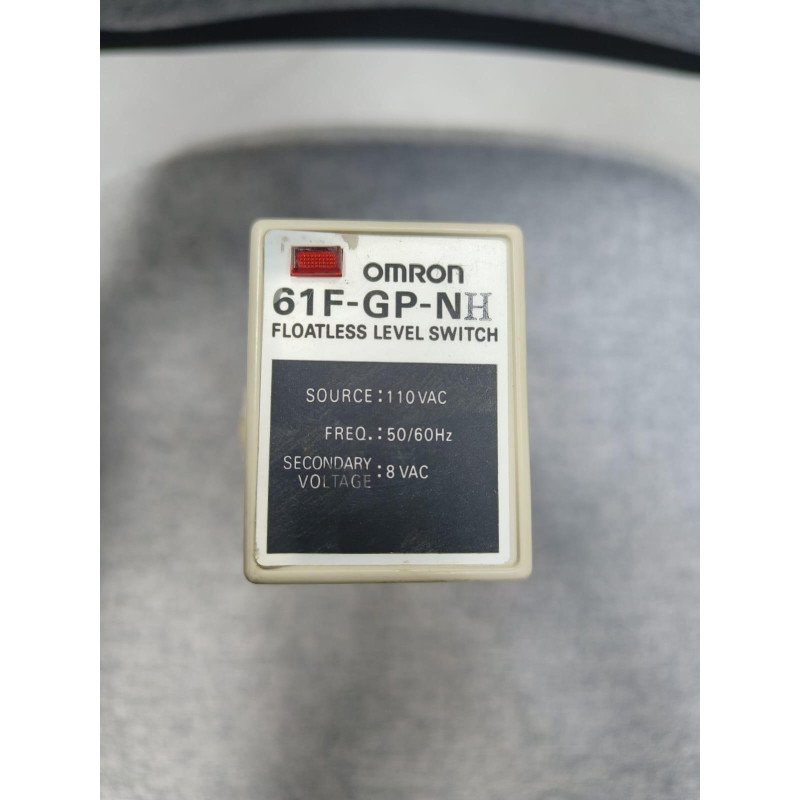 OMRON
61F-GP-NH
FLOATLESS LEVEL SWITCH
SOURCE : 110 VAC
FREQ. : 50/60Hz
SECONDARY
VOLTAGE : 8 VAC